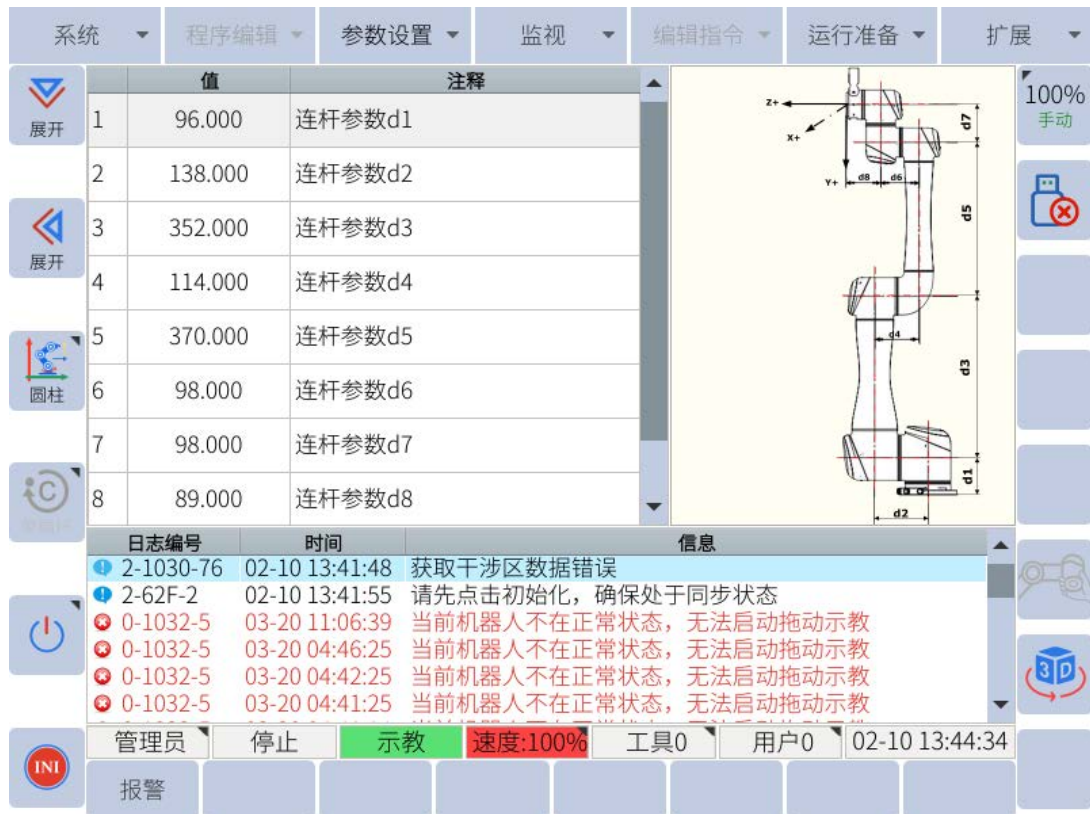 系统 程序编辑 参数设置 监视 编辑指令 运行准备 扩展
展开
展开
圆柱
INI
值 注释
1 96.000 连杆参数d1
2 138.000 连杆参数d2
3 352.000 连杆参数d3
4 114.000 连杆参数d4
5 370.000 连杆参数d5
6 98.000 连杆参数d6
7 98.000 连杆参数d7
8 89.000 连杆参数d8
Z+
X+
Y+
d8 d6
d7
d5
d4
d3
d1
d2
100%
手动
3D
日志编号 时间 信息
2-1030-76 02-10 13:41:48 获取干涉区数据错误
2-62F-2 02-10 13:41:55 请先点击初始化，确保处于同步状态
0-1032-5 03-20 11:06:39 当前机器人不在正常状态，无法启动拖动示教
0-1032-5 03-20 04:46:25 当前机器人不在正常状态，无法启动拖动示教
0-1032-5 03-20 04:42:25 当前机器人不在正常状态，无法启动拖动示教
0-1032-5 03-20 04:41:25 当前机器人不在正常状态，无法启动拖动示教
管理员 停止 示教 速度:100% 工具0 用户0 02-10 13:44:34
报警